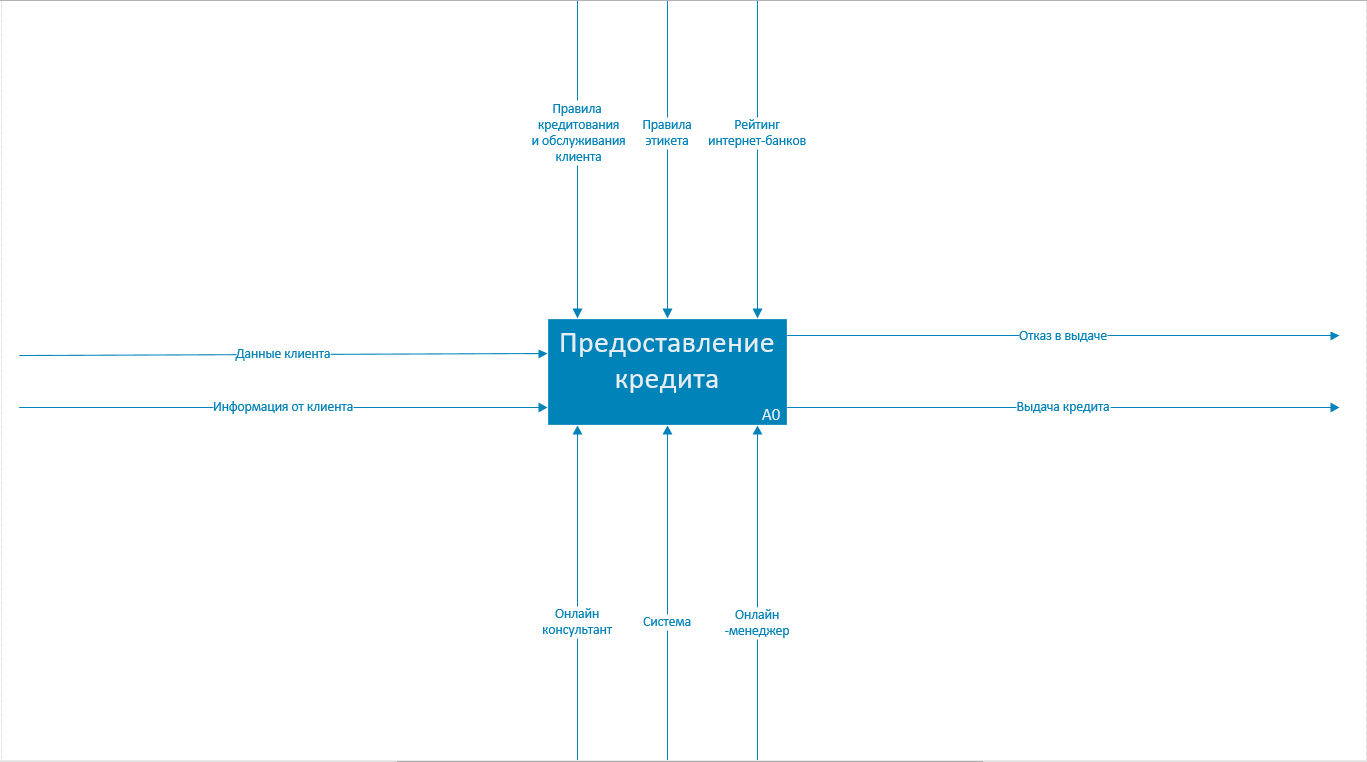 Правила
кредитования
и обслуживания
клиента
Правила
этикета
Рейтинг
интернет-банков
Данные клиента
Информация от клиента
Предоставление
кредита
A0
Отказ в выдаче
Выдача кредита
Онлайн
консультант
Система
Онлайн
-менеджер